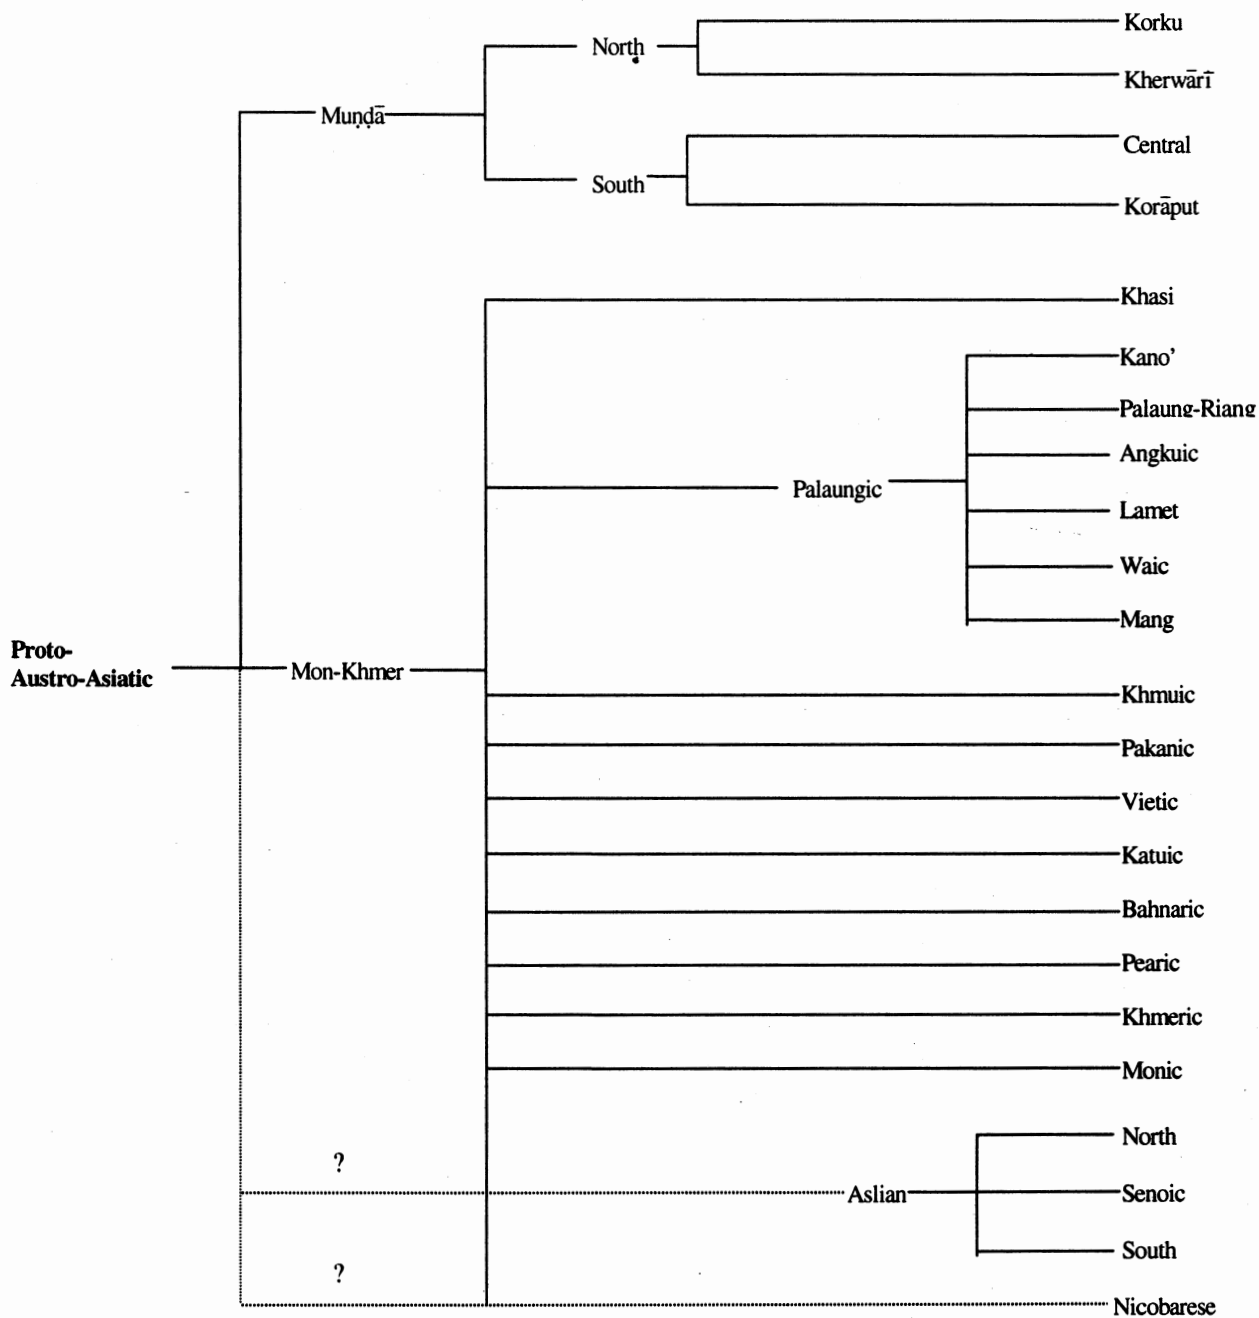 Korku
North
Kherwārī
Muṇḍā
Central
South
Korāput
Khasi
Kano’
Palaung-Riang
Angkuic
Palaungic
Lamet
Waic
Mang
Proto-
Austro-Asiatic
Mon-Khmer
Khmuic
Pakanic
Vietic
Katuic
Bahnaric
Pearic
Khmeric
Monic
North
?
Aslian
Senoic
South
?
Nicobarese